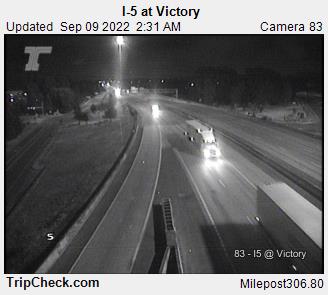 I-5 at Victory
Updated Sep 09 2022 2:31 AM Camera 83
T
S
83 - I5 @ Victory
TripCheck.com Milepost306.80